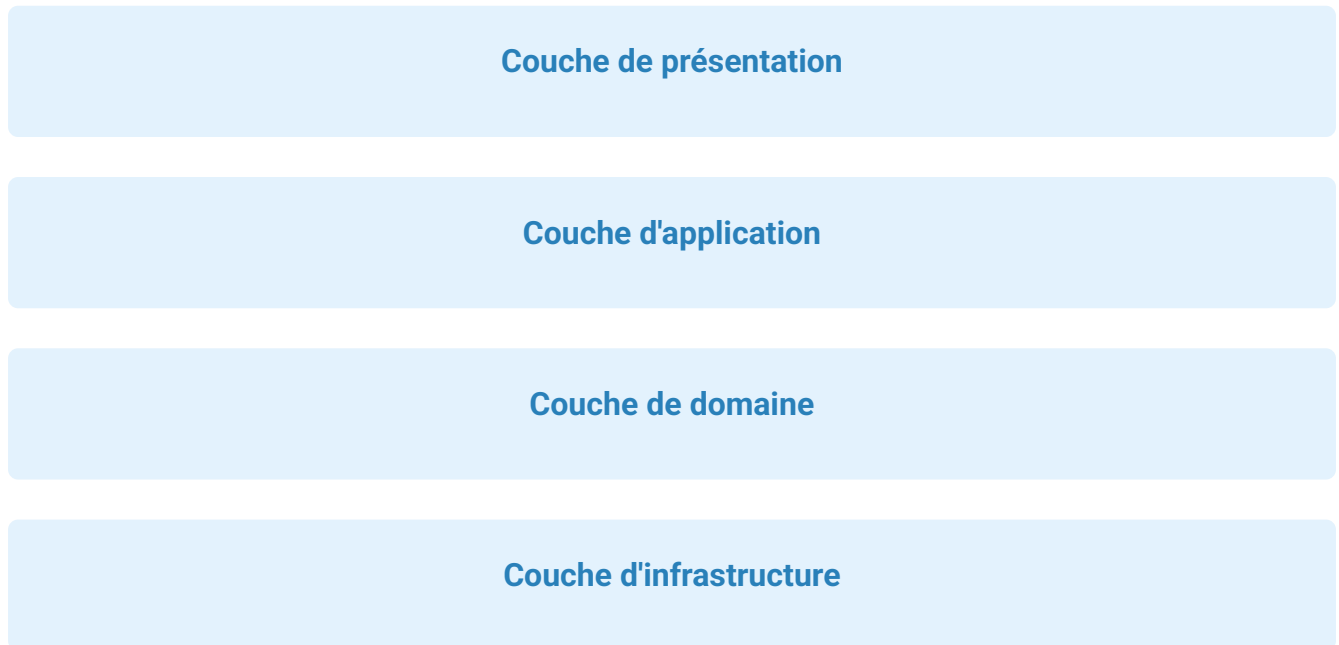 Couche de présentation
Couche d'application
Couche de domaine
Couche d'infrastructure